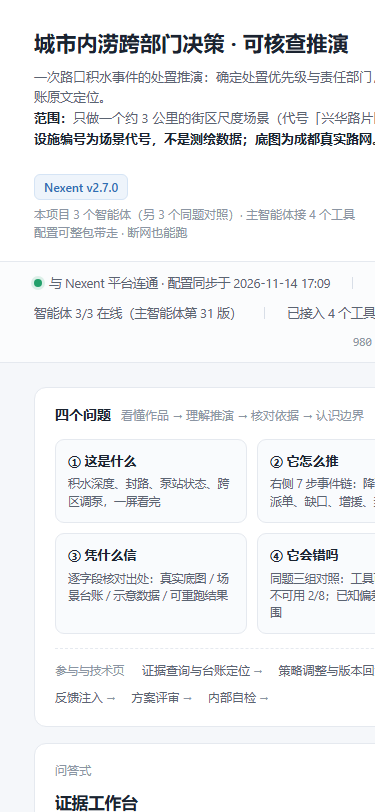 城市内涝跨部门决策 · 可核查推演
一次路口积水事件的处置推演：确定处置优先级与责任部门，
账原文定位。
范围：只做一个约 3 公里的街区尺度场景（代号「兴华路片
设施编号为场景代号，不是测绘数据；底图为成都真实路网。
Nexent v2.7.0
本项目 3 个智能体（另 3 个同题对照）· 主智能体接 4 个工具
配置可整包带走 · 断网也能跑
与 Nexent 平台连通 · 配置同步于 2026-11-14 17:09
智能体 3/3 在线（主智能体第 31 版）
已接入 4 个工具
980
四个问题 看懂作品 → 理解推演 → 核对依据 → 认识边界
① 这是什么
积水深度、封路、泵站状态、跨
区调泵，一屏看完
② 它怎么推
右侧 7 步事件链：降
派单、缺口、增援、
③ 凭什么信
逐字段核对出处：真实底图 / 场
景台账 / 示意数据 / 可重跑结果
④ 它会错吗
同题三组对照：工具
不可用 2/8；已知偏
围
参与与技术页 证据查询与台账定位 → 策略调整与版本回
反馈注入 → 方案评审 → 内部自检 →
问答式
证据工作台